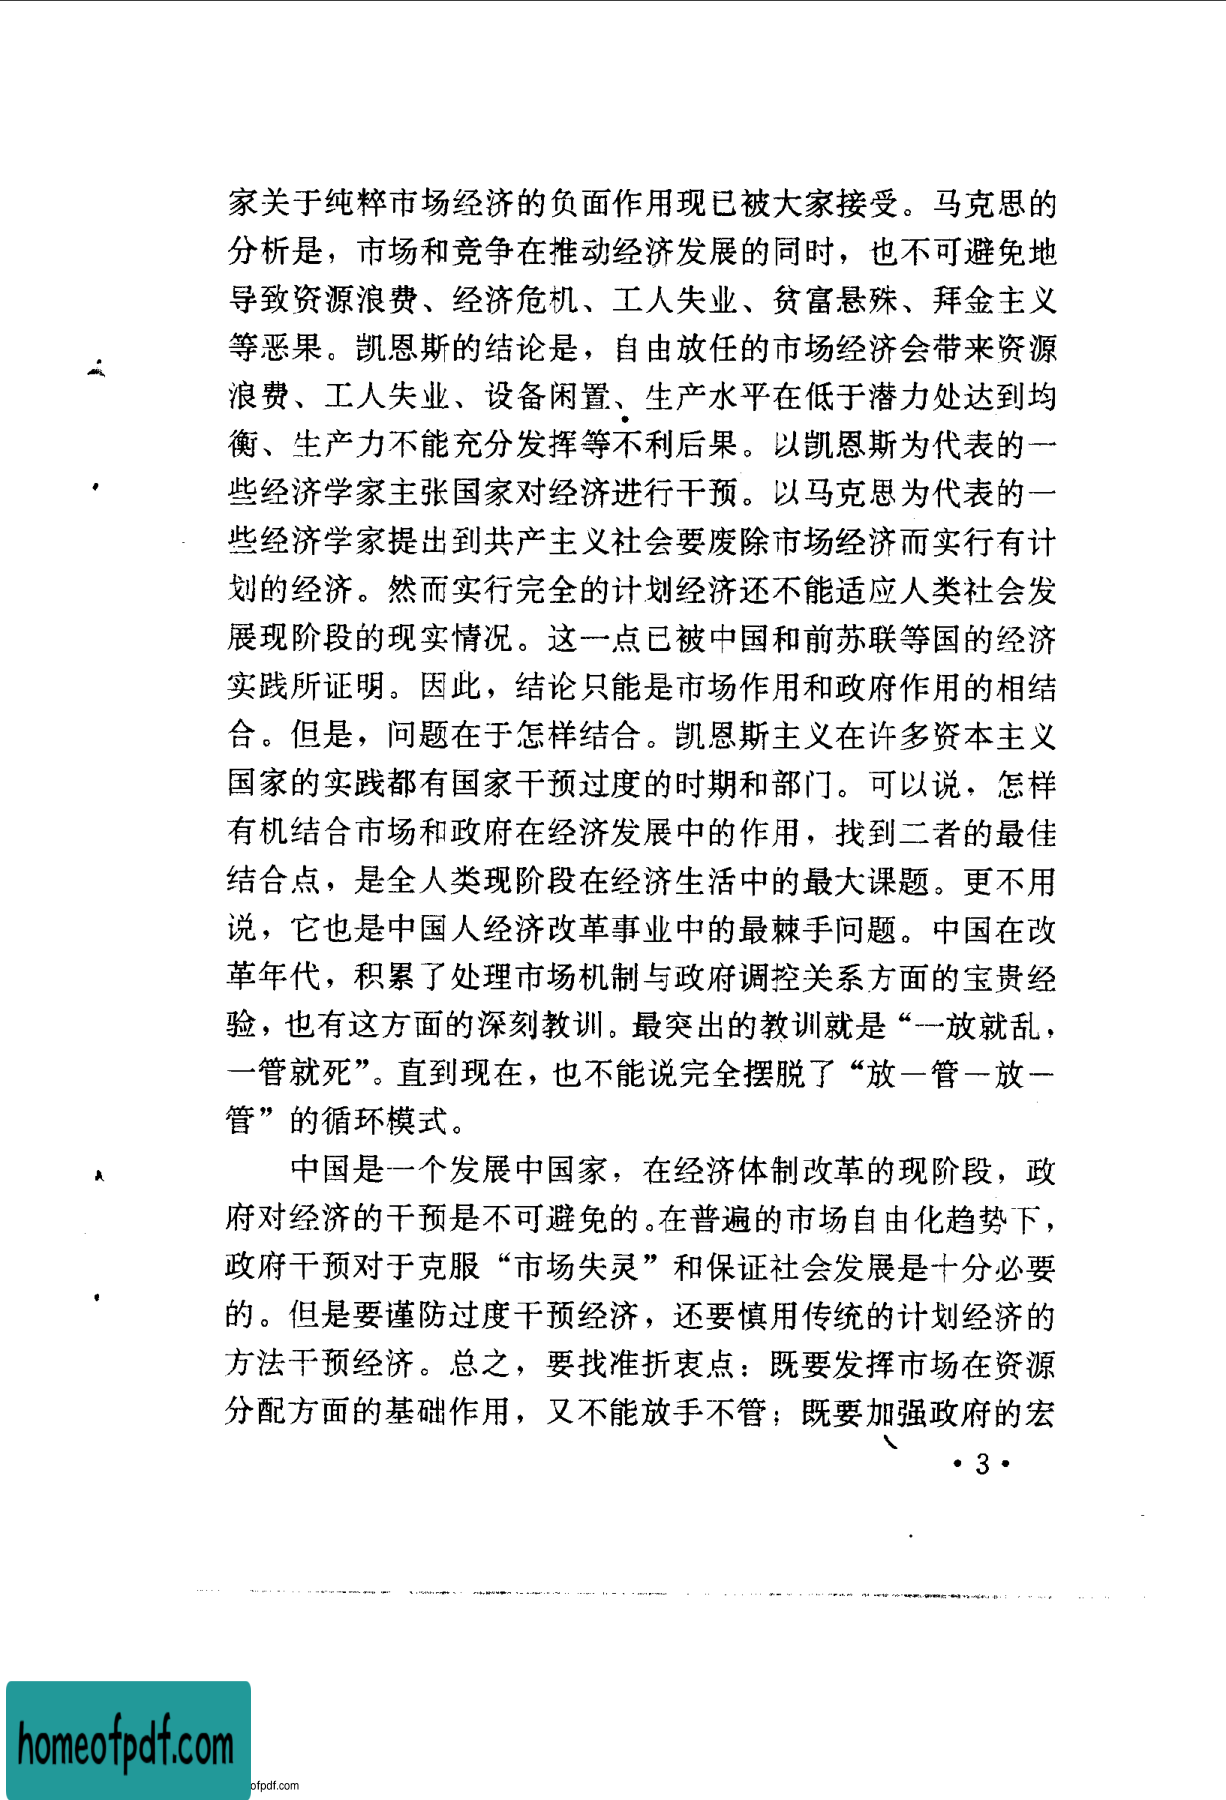 家关于纯粹市场经济的负面作用现已被大家接受。马克思的
分析是，市场和竞争在推动经济发展的同时，也不可避免地
导致资源浪费、经济危机、工人失业、贫富悬殊、拜金主义
等恶果。凯恩斯的结论是，自由放任的市场经济会带来资源
浪费、工人失业、设备闲置、生产水平在低于潜力处达到均
衡、生产力不能充分发挥等不利后果。以凯恩斯为代表的一
些经济学家主张国家对经济进行干预。以马克思为代表的一
些经济学家提出到共产主义社会要废除市场经济而实行有计
划的经济。然而实行完全的计划经济还不能适应人类社会发
展现阶段的现实情况。这一点已被中国和前苏联等国的经济
实践所证明。因此，结论只能是市场作用和政府作用的相结
合。但是，问题在于怎样结合。凯恩斯主义在许多资本主义
国家的实践都有国家干预过度的时期和部门。可以说，怎样
有机结合市场和政府在经济发展中的作用，找到二者的最佳
结合点，是全人类现阶段在经济生活中的最大课题。更不用
说，它也是中国人经济改革事业中的最棘手问题。中国在改
革年代，积累了处理市场机制与政府调控关系方面的宝贵经
验，也有这方面的深刻教训。最突出的教训就是“一放就乱，
一管就死”。直到现在，也不能说完全摆脱了“放—管—放—
管”的循环模式。
中国是一个发展中国家，在经济体制改革的现阶段，政
府对经济的干预是不可避免的。在普遍的市场自由化趋势下，
政府干预对于克服“市场失灵”和保证社会发展是十分必要
的。但是要谨防过度干预经济，还要慎用传统的计划经济的
方法干预经济。总之，要找准折衷点：既要发挥市场在资源
分配方面的基础作用，又不能放手不管；既要加强政府的宏
·3·
homeofpdf.com
ofpdf.com